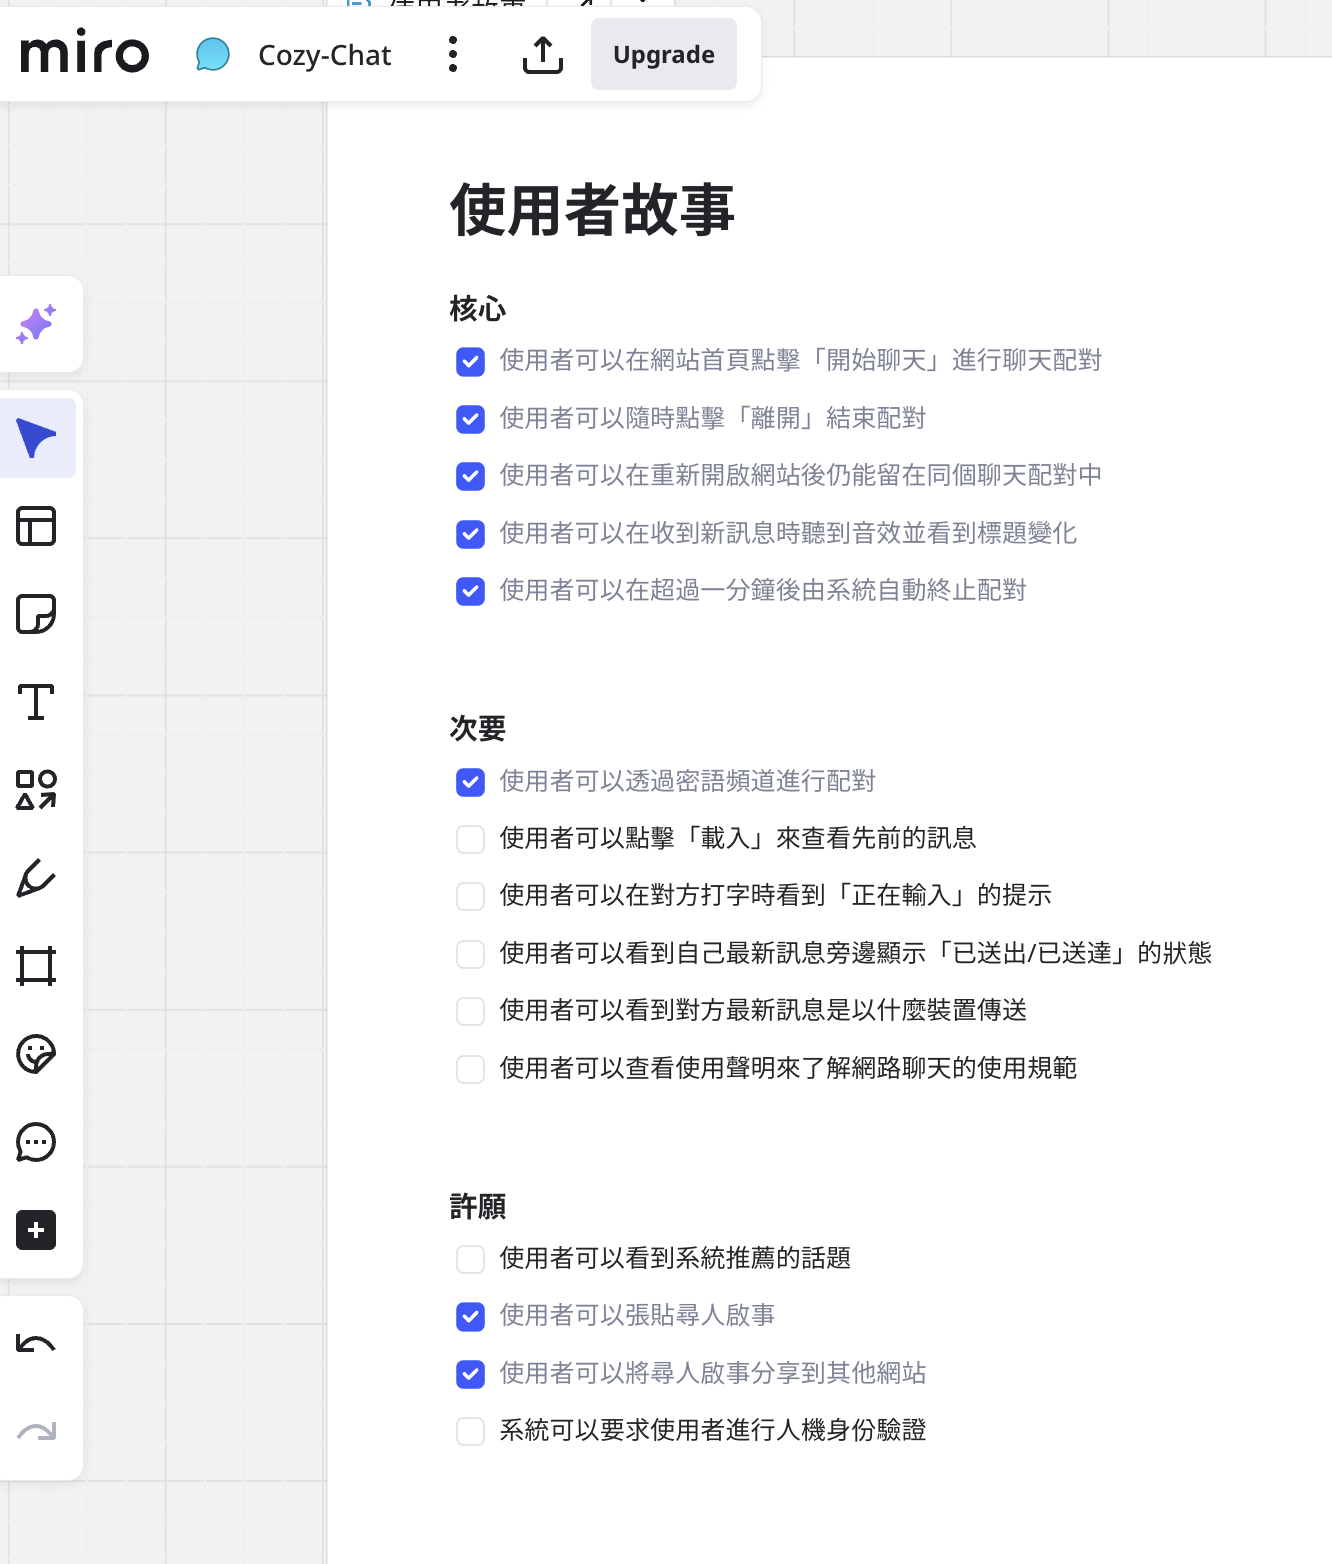 miro
Cozy-Chat
Upgrade
使用者故事
核心
使用者可以在網站首頁點擊「開始聊天」進行聊天配對
使用者可以隨時點擊「離開」結束配對
使用者可以在重新開啟網站後仍能留在同個聊天配對中
使用者可以在收到新訊息時聽到音效並看到標題變化
使用者可以在超過一分鐘後由系統自動終止配對
次要
使用者可以透過密語頻道進行配對
使用者可以點擊「載入」來查看先前的訊息
使用者可以在對方打字時看到「正在輸入」的提示
使用者可以看到自己最新訊息旁邊顯示「已送出/已送達」的狀態
使用者可以看到對方最新訊息是以什麼裝置傳送
使用者可以查看使用聲明來了解網路聊天的使用規範
許願
使用者可以看到系統推薦的話題
使用者可以張貼尋人啟事
使用者可以將尋人啟事分享到其他網站
系統可以要求使用者進行人機身份驗證